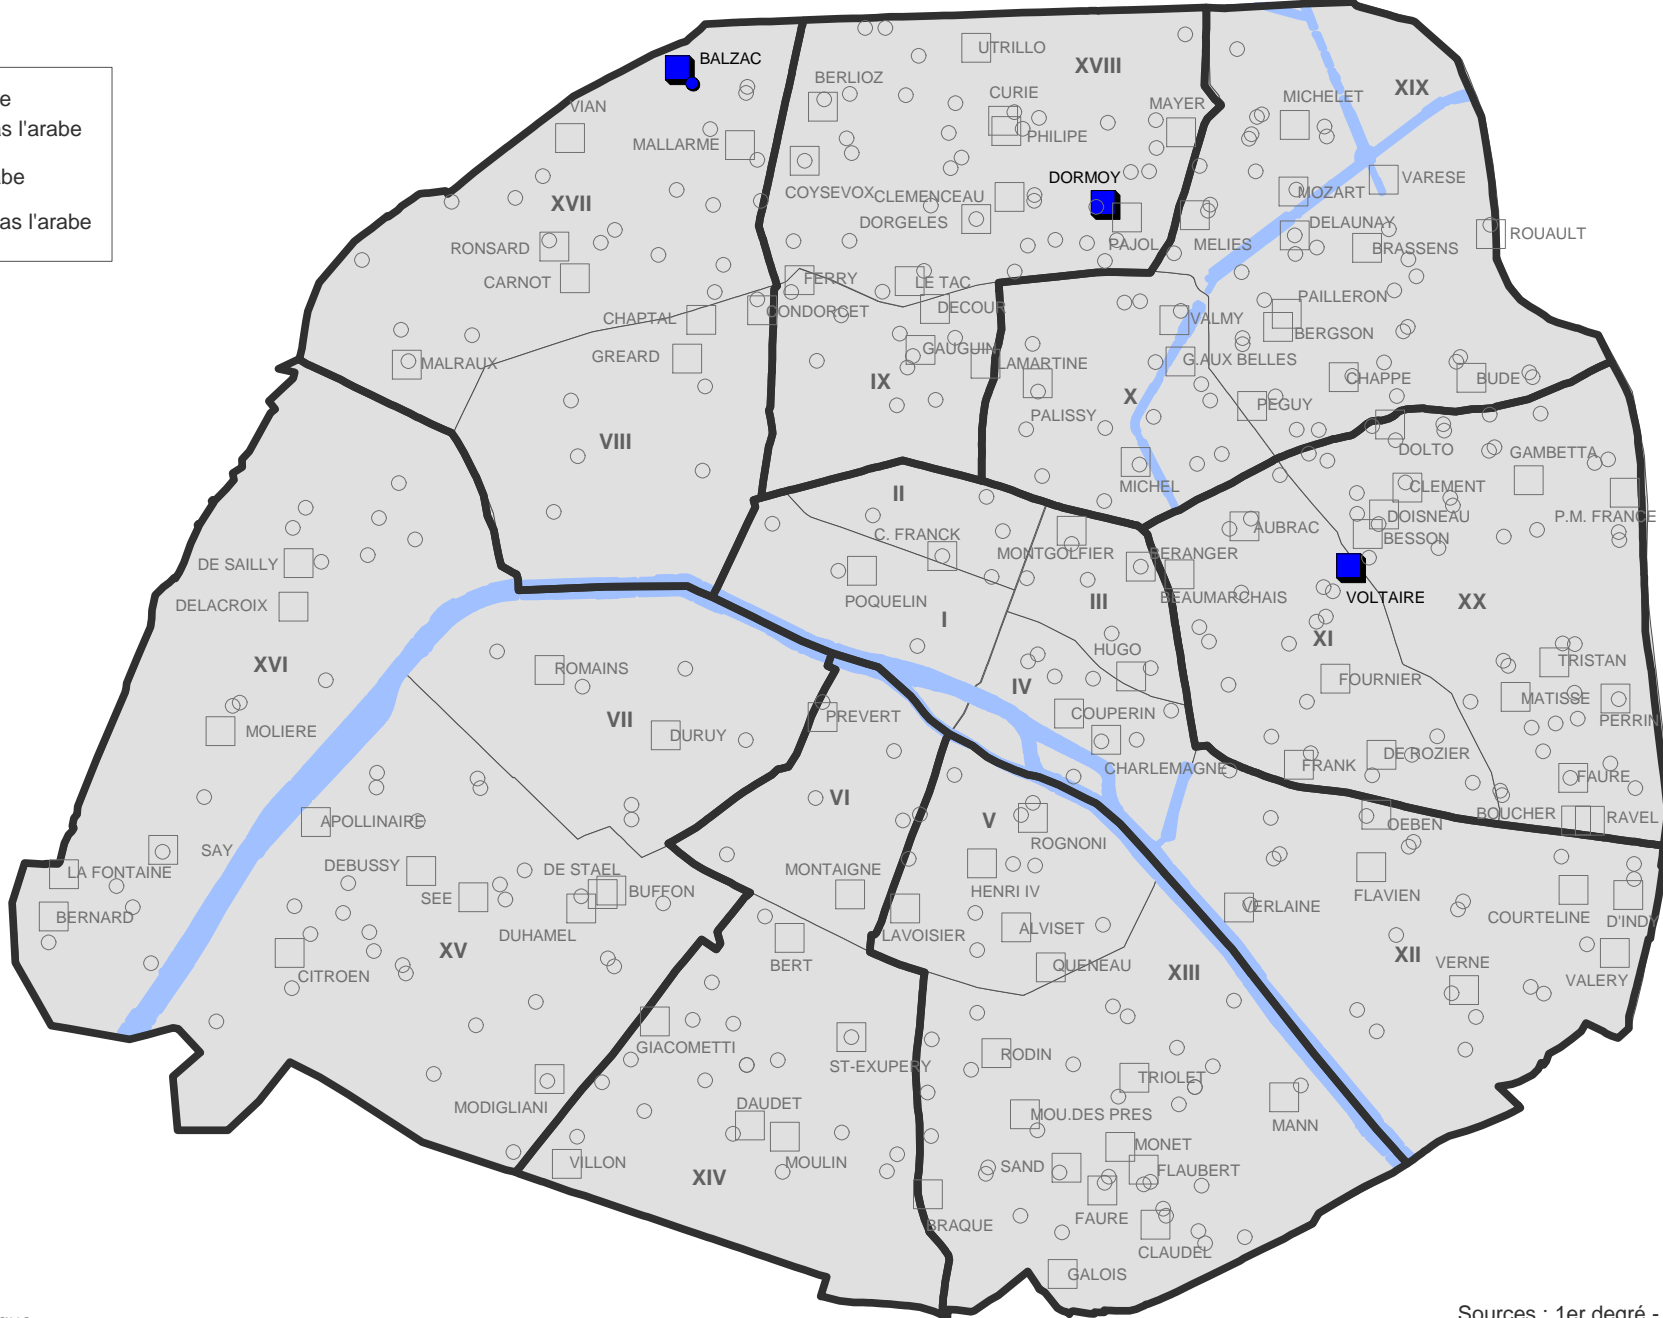 e
as l'arabe
abe
as l'arabe
BALZAC
UTRILLO
XVIII
BERLIOZ
XIX
VIAN
CURIE
MICHELET
MAYER
MALLARME
PHILIPE
DORMOY
VARESE
XVII
COYSEVOX
CLEMENCEAU
MOZART
DORGELES
DELAUNAY
RONSARD
PAJOL
MELIES
BRASSENS
ROUAULT
CARNOT
FERRY
LE TAC
CHAPTAL
CONDORCET
DECOUR
PAILLERON
VALMY
BERGSON
MALRAUX
GREARD
GAUGUIN
LAMARTINE
G.AUX BELLES
IX
X
CHAPPE
BUDE
PALISSY
PEGUY
VIII
DOLTO
GAMBETTA
II
MICHEL
CLEMENT
P.M. FRANCE
C. FRANCK
MONTGOLFIER
AUBRAC
DOISNEAU
BESSON
DE SAILLY
BERANGER
DELACROIX
POQUELIN
III
BEAUMARCHAIS
VOLTAIRE
XX
I
XI
XVI
ROMAINS
HUGO
TRISTAN
IV
FOURNIER
MATISSE
MOLIERE
VII
DURUY
PREVERT
COUPERIN
PERRIN
CHARLEMAGNE
FRANK
DE ROZIER
FAURE
VI
APOLLINAIRE
V
ROGNONI
OEBEN
BOUCHER
RAVEL
SAY
LA FONTAINE
DEBUSSY
DE STAEL
MONTAIGNE
HENRI IV
FLAVIEN
SEE
BUFFON
BERNARD
DUHAMEL
LAVOISIER
ALVISET
VERLAINE
COURTELINE
D'INDY
XV
CITROEN
BERT
QUENEAU
XIII
XII
VERNE
VALERY
GIACOMETTI
ST-EXUPERY
RODIN
TRIOLET
MODIGLIANI
DAUDET
MOU.DES PRES
MANN
VILLON
MOULIN
MONET
SAND
FLAUBERT
XIV
BRAQUE
FAURE
CLAUDEL
GALOIS
Sources : 1er degré -